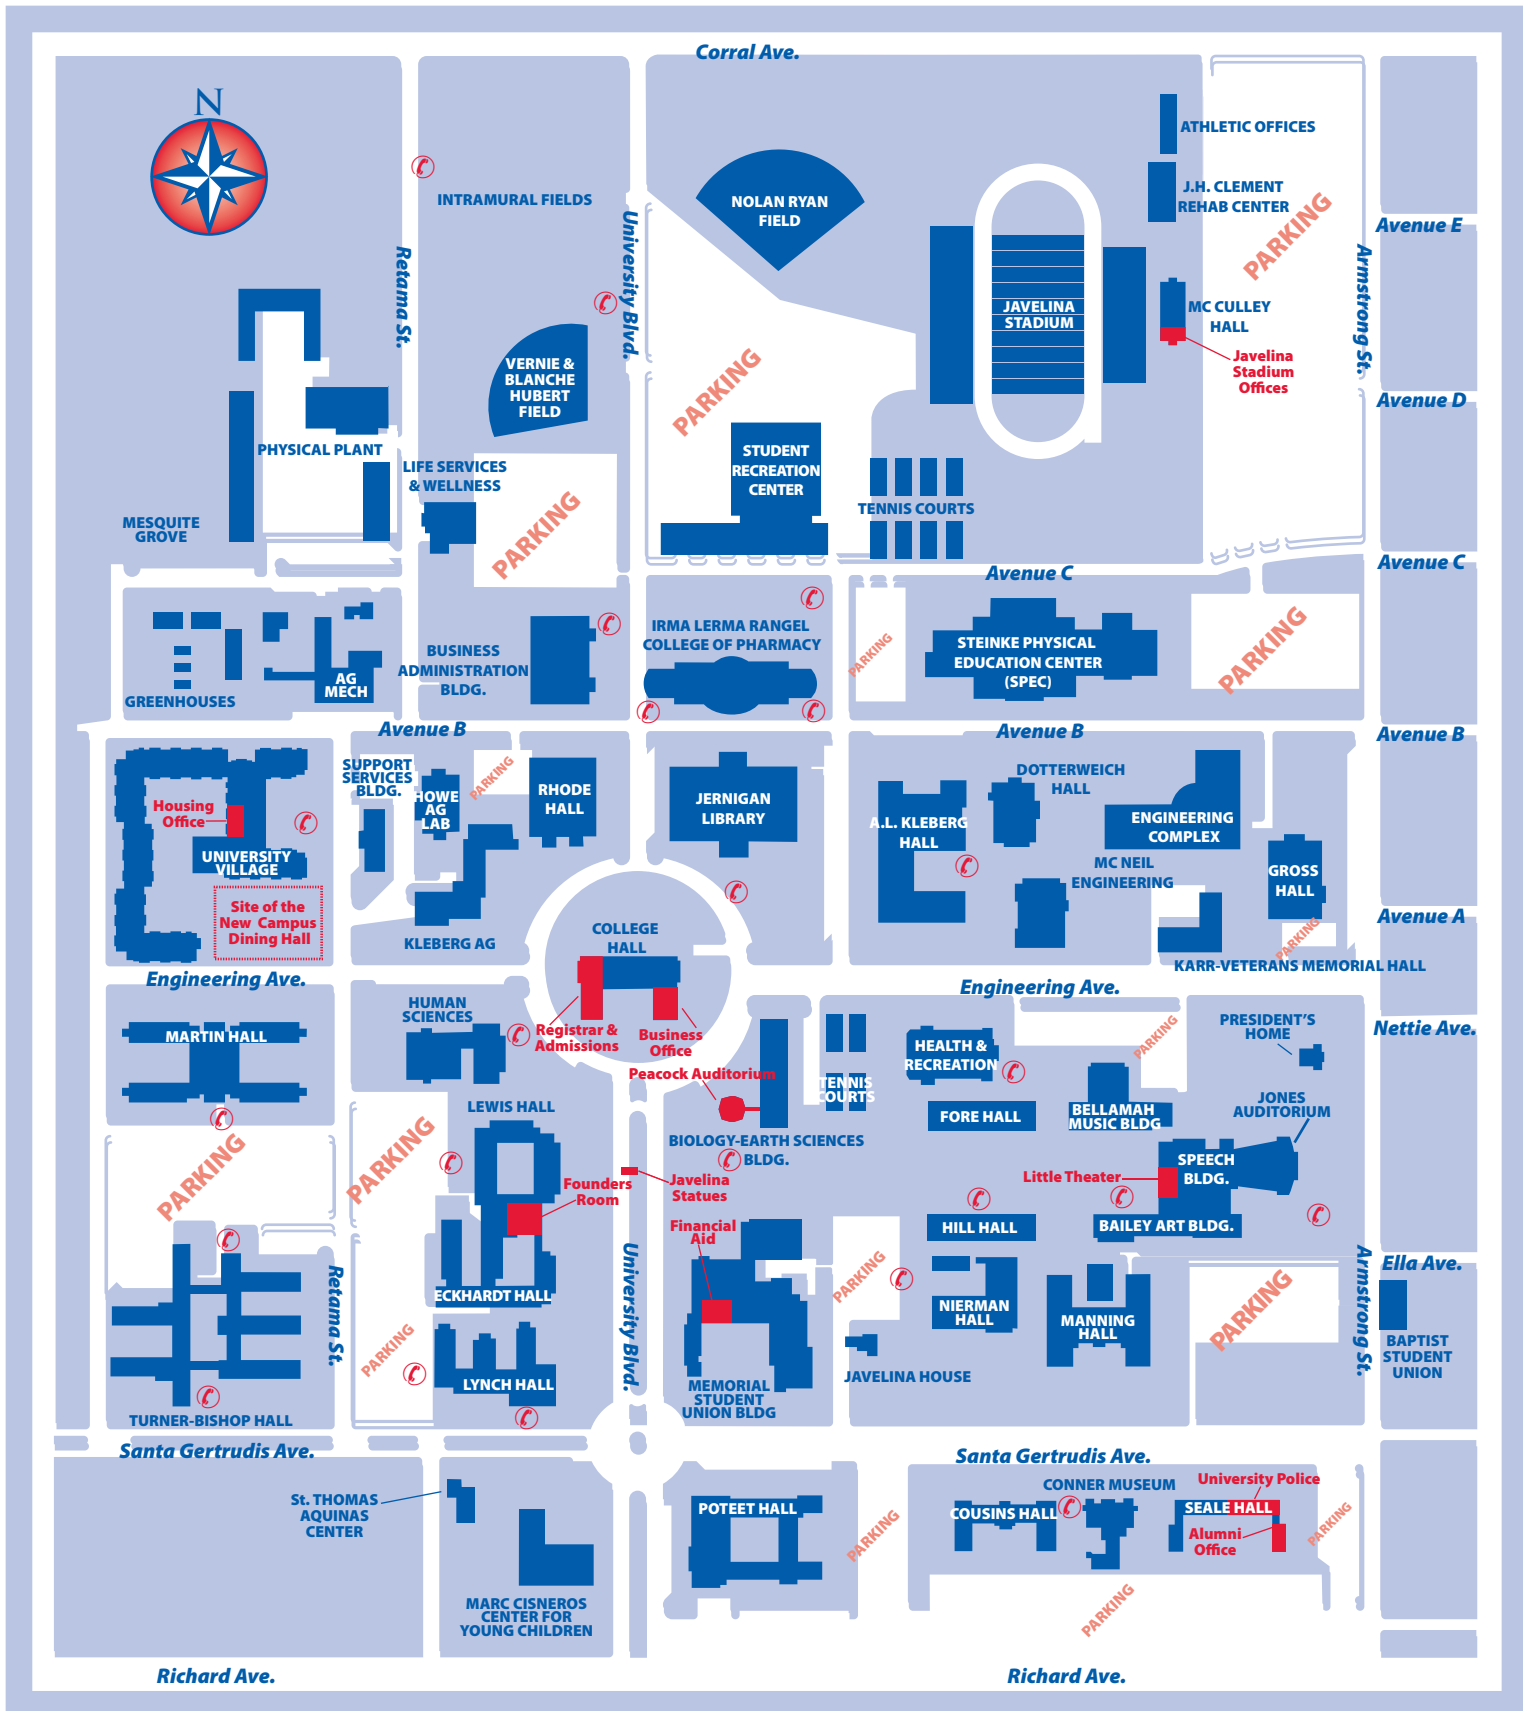 Corral Ave.
N
ATHLETIC OFFICES
J.H. CLEMENT
REHAB CENTER
INTRAMURAL FIELDS
NOLAN RYAN
FIELD
PARKING
Avenue E
Retama St.
University Blvd.
Armstrong St.
JAVELINA
STADIUM
MC CULLEY
HALL
Javelina
Stadium
Offices
VERNIE &
BLANCHE
HUBERT
FIELD
PARKING
Avenue D
PHYSICAL PLANT
LIFE SERVICES
& WELLNESS
STUDENT
RECREATION
CENTER
TENNIS COURTS
MESQUITE
GROVE
PARKING
Avenue C
Avenue C
IRMA LERMA RANGEL
COLLEGE OF PHARMACY
PARKING
STEINKE PHYSICAL
EDUCATION CENTER
(SPEC)
PARKING
BUSINESS
ADMINISTRATION
BLDG.
AG
MECH
GREENHOUSES
Avenue B
Avenue B
Avenue B
SUPPORT
SERVICES
BLDG.
HOWE
AG
LAB
PARKING
RHODE
HALL
JERNIGAN
LIBRARY
DOTTERWEICH
HALL
A.L. KLEBERG
HALL
ENGINEERING
COMPLEX
Housing
Office
UNIVERSITY
VILLAGE
MC NEIL
ENGINEERING
GROSS
HALL
Site of the
New Campus
Dining Hall
KLEBERG AG
COLLEGE
HALL
PARKING
Avenue A
KARR-VETERANS MEMORIAL HALL
Engineering Ave.
Engineering Ave.
HUMAN
SCIENCES
Registrar &
Admissions
Business
Office
PRESIDENT'S
HOME
Nettie Ave.
MARTIN HALL
HEALTH &
RECREATION
PARKING
Peacock Auditorium
TENNIS
COURTS
LEWIS HALL
FORE HALL
BELLAMAH
MUSIC BLDG
JONES
AUDITORIUM
PARKING
PARKING
BIOLOGY-EARTH SCIENCES
BLDG.
SPEECH
BLDG.
Little Theater
Founders
Room
Javelina
Statues
Financial
Aid
HILL HALL
BAILEY ART BLDG.
Retama St.
University Blvd.
Armstrong St.
Ella Ave.
PARKING
PARKING
ECKHARDT HALL
NIERMAN
HALL
MANNING
HALL
PARKING
BAPTIST
STUDENT
UNION
LYNCH HALL
JAVELINA HOUSE
MEMORIAL
STUDENT
UNION BLDG
TURNER-BISHOP HALL
Santa Gertrudis Ave.
Santa Gertrudis Ave.
St. THOMAS
AQUINAS
CENTER
POTEET HALL
PARKING
CONNER MUSEUM
University Police
COUSINS HALL
SEALE HALL
Alumni
Office
PARKING
PARKING
MARC CISNEROS
CENTER FOR
YOUNG CHILDREN
Richard Ave.
Richard Ave.